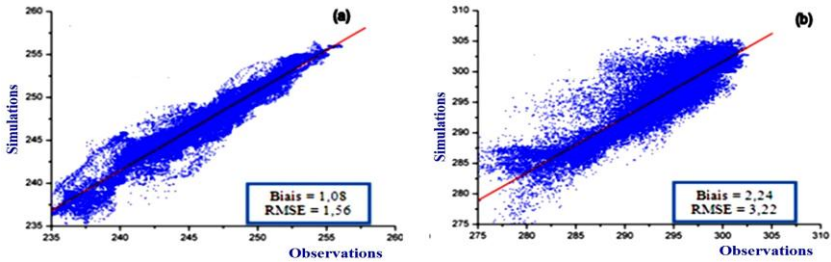 (a)
260
255
250
245
240
235
Simulations
Biais = 1,08
RMSE = 1,56
235
240
245
250
255
260
Observations
(b)
305
300
295
290
285
280
275
Simulations
Biais = 2,24
RMSE = 3,22
275
280
285
290
295
300
305
310
Observations